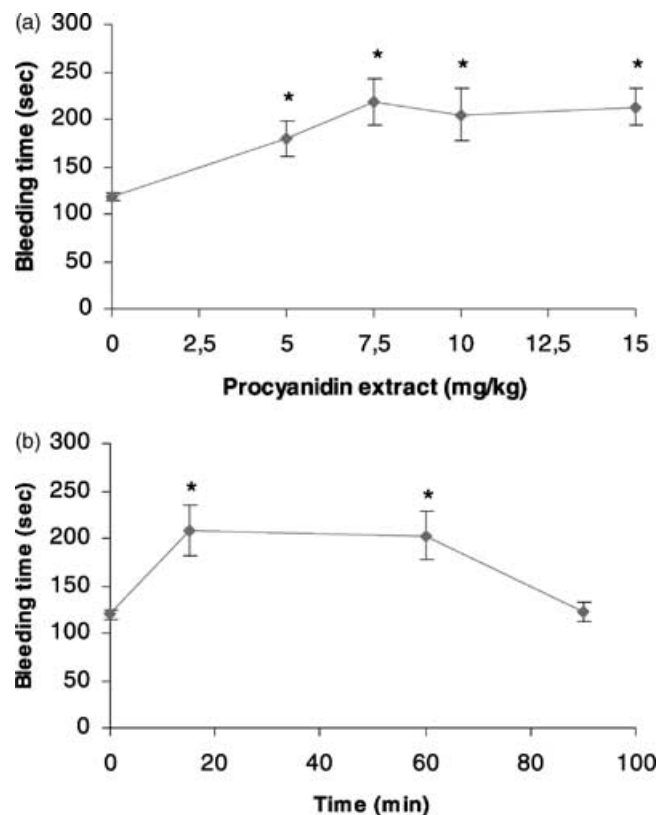 (a)
300
250
200
150
100
50
0
Bleeding time (sec)
* * * *
0 2,5 5 7,5 10 12,5 15
Procyanidin extract (mg/kg)
(b)
300
250
200
150
100
50
0
Bleeding time (sec)
* *
0 20 40 60 80 100
Time (min)